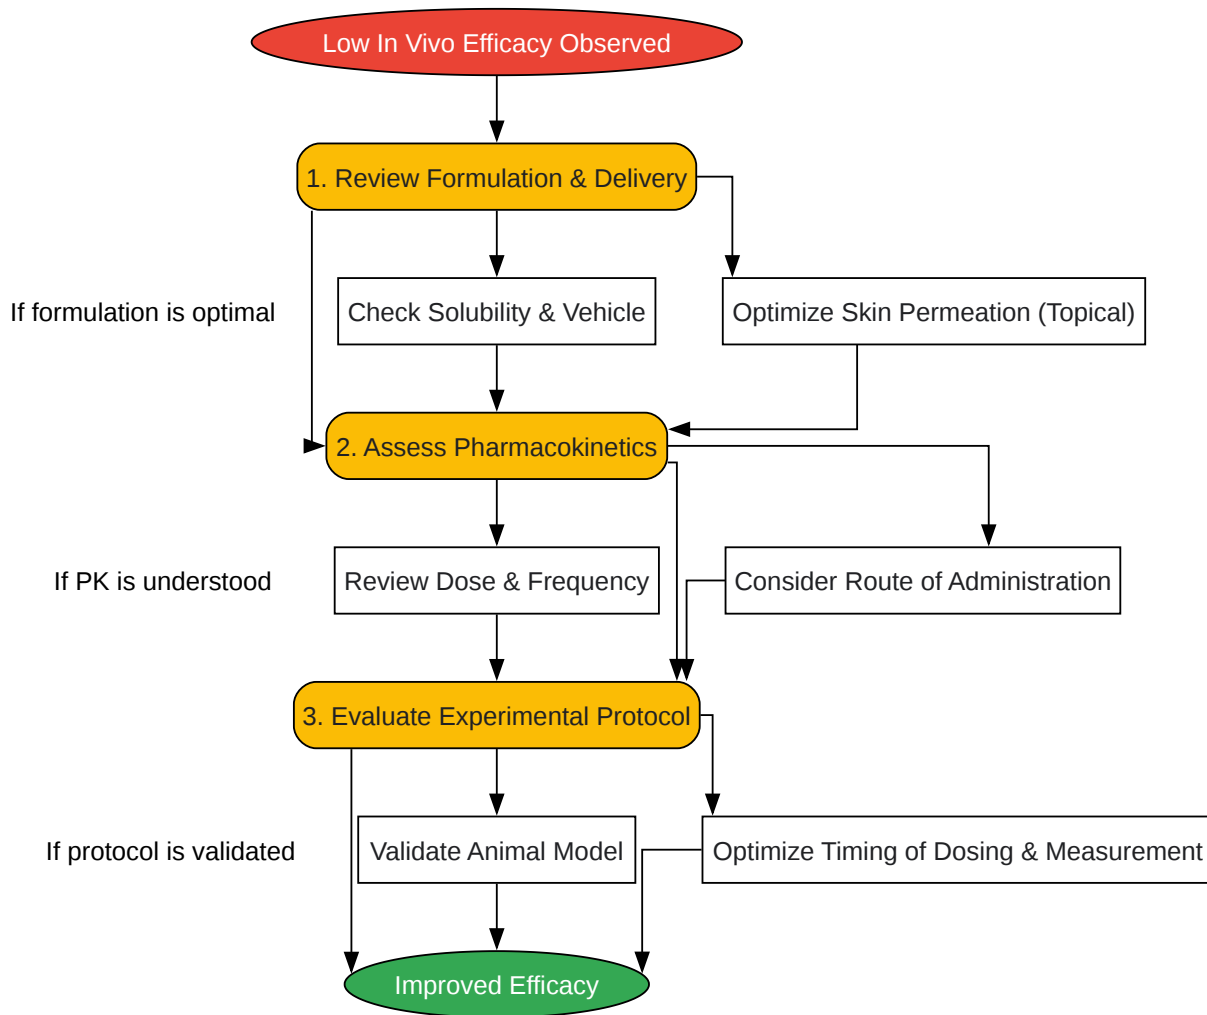 Low In Vivo Efficacy Observed
1. Review Formulation & Delivery
If formulation is optimal
Check Solubility & Vehicle
Optimize Skin Permeation (Topical)
2. Assess Pharmacokinetics
If PK is understood
Review Dose & Frequency
Consider Route of Administration
3. Evaluate Experimental Protocol
If protocol is validated
Validate Animal Model
Optimize Timing of Dosing & Measurement
Improved Efficacy